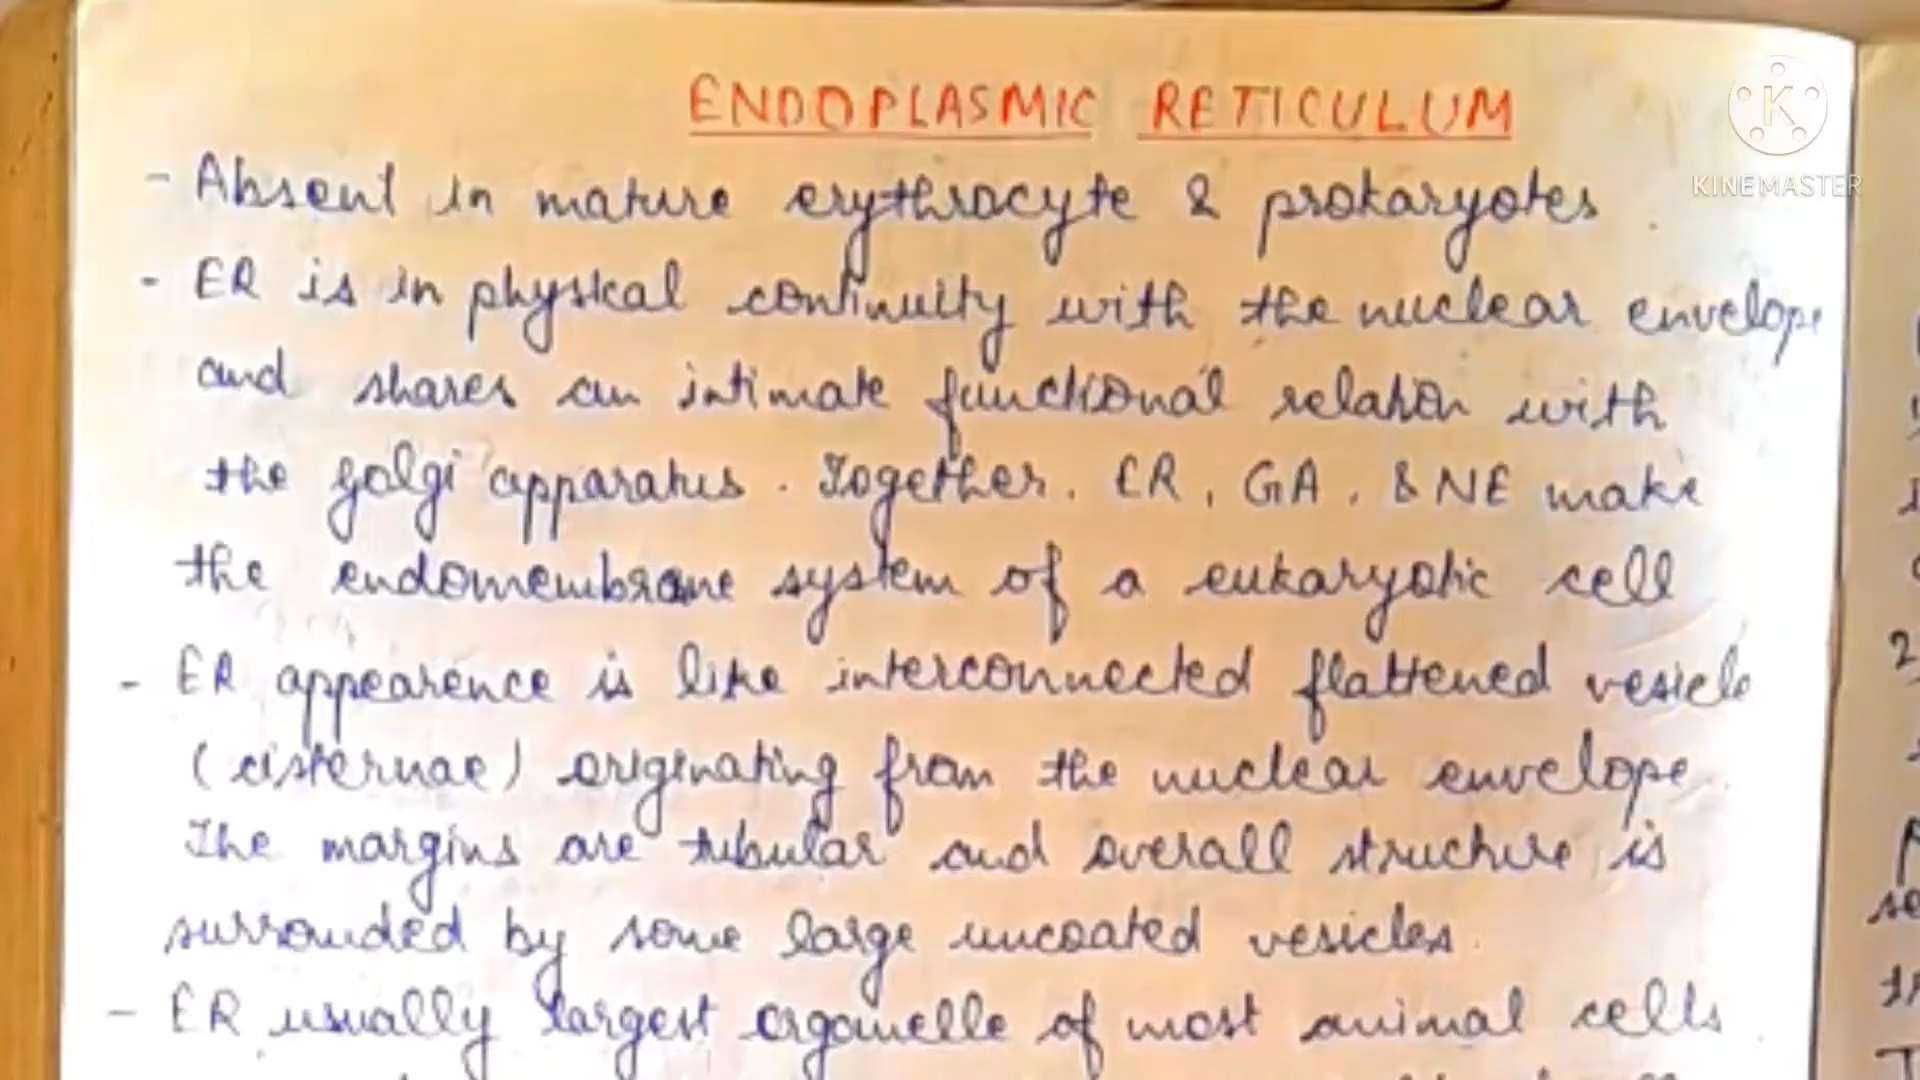 ENDOPLASMIC RETICULUM
- Absent in mature erythrocyte & prokaryotes.
- ER is in physical continuity with the nuclear envelope
and shares an intimate functional relation with
the golgi apparatus. Together, ER, GA, & NE make
the endomembrane system of a eukaryotic cell
- ER appearence is like interconnected flattened vesicle
(cisternae) originating from the nuclear envelope.
The margins are tubular and overall structure is
surrouded by some large uncoated vesicles.
- ER usually largest organelle of most animal cells.
KINEMASTER